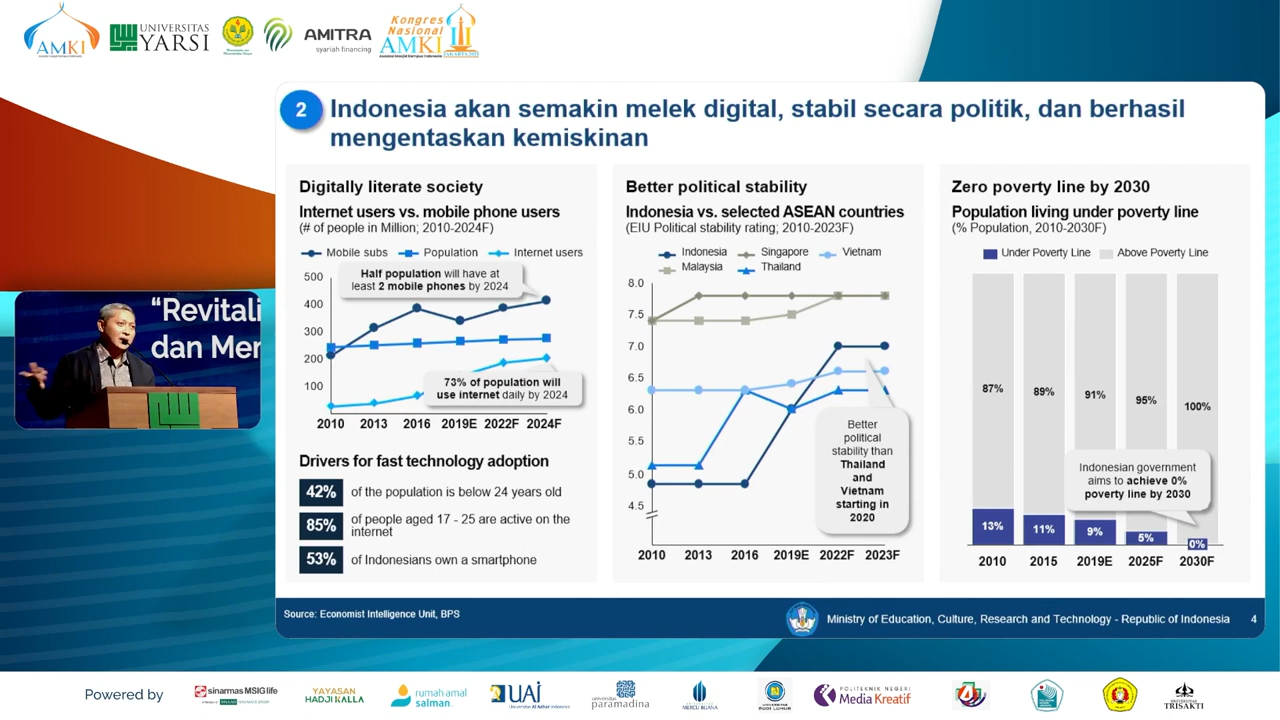 AMKI
UNIVERSITAS
YARSI
AMITRA
syariah financing
Kongres
Nasional
AMKI
2 Indonesia akan semakin melek digital, stabil secara politik, dan berhasil
mengentaskan kemiskinan
"Revitali
dan Mer
Digitally literate society
Internet users vs. mobile phone users
(# of people in Million; 2010-2024F)
Mobile subs Population Internet users
Half population will have at
least 2 mobile phones by 2024
500
400
300
200
100
73% of population will
use internet daily by 2024
2010 2013 2016 2019E 2022F 2024F
Drivers for fast technology adoption
42% of the population is below 24 years old
85% of people aged 17 - 25 are active on the
internet
53% of Indonesians own a smartphone
Better political stability
Indonesia vs. selected ASEAN countries
(EIU Political stability rating; 2010-2023F)
Indonesia Singapore Vietnam
Malaysia Thailand
8.0
7.5
7.0
6.5
6.0
5.5
5.0
4.5
Better
political
stability than
Thailand
and
Vietnam
starting in
2020
2010 2013 2016 2019E 2022F 2023F
Zero poverty line by 2030
Population living under poverty line
(% Population, 2010-2030F)
Under Poverty Line Above Poverty Line
87% 89% 91% 95% 100%
Indonesian government
aims to achieve 0%
poverty line by 2030
13% 11% 9% 5% 0%
2010 2015 2019E 2025F 2030F
Source: Economist Intelligence Unit, BPS
Ministry of Education, Culture, Research and Technology - Republic of Indonesia 4
Powered by
sinarmas MSIG life
YAYASAN
HADJI KALLA
rumah amal
salman
UAI
Universitas Al Azhar Indonesia
universitas
paramadina
UNIVERSITAS
MERCU BUANA
UNIVERSITAS
BUDI LUHUR
POLITEKNIK NEGERI
Media Kreatif
UNIVERSITAS
TRISAKTI